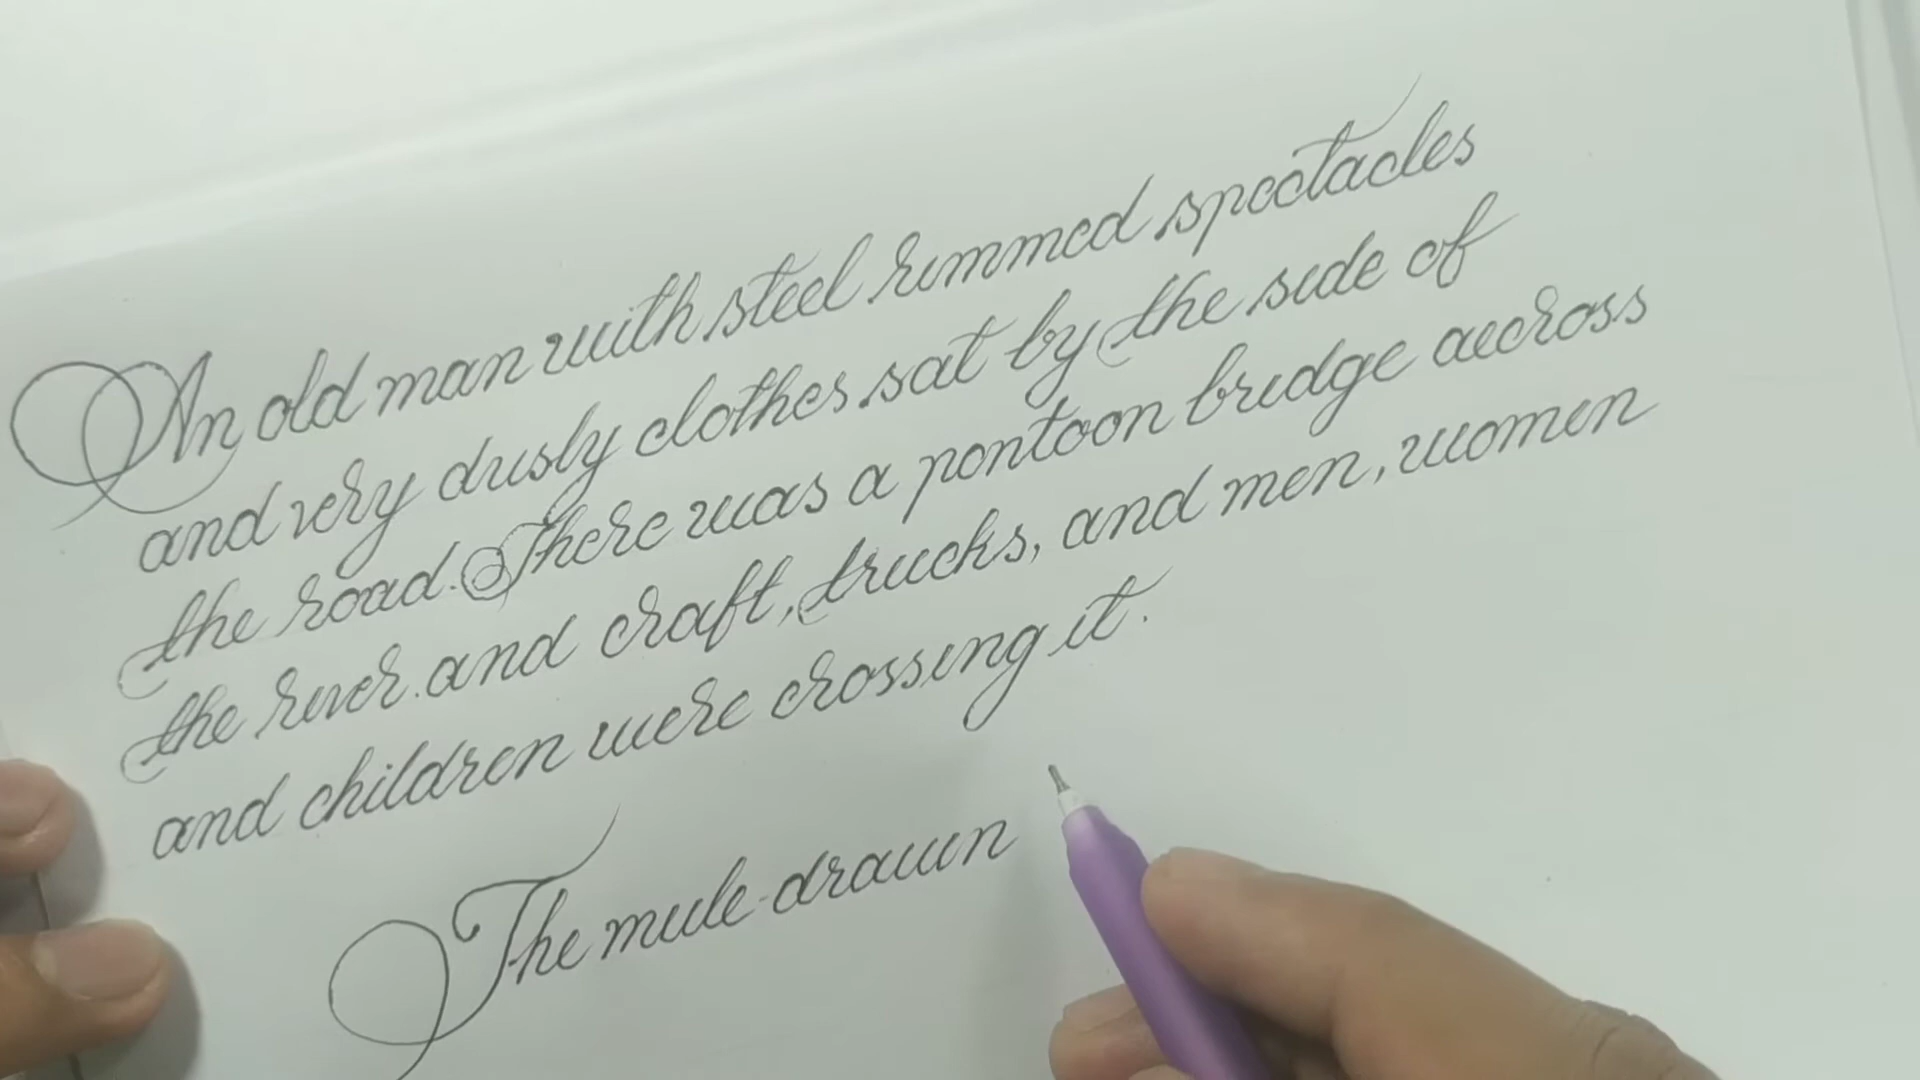 An old man with steel rimmed spectacles
and very dusty clothes sat by the side of
the road. There was a pontoon bridge aecross
the river and craft, trucks, and men, women
and children were crossing it.
The mule-drawn